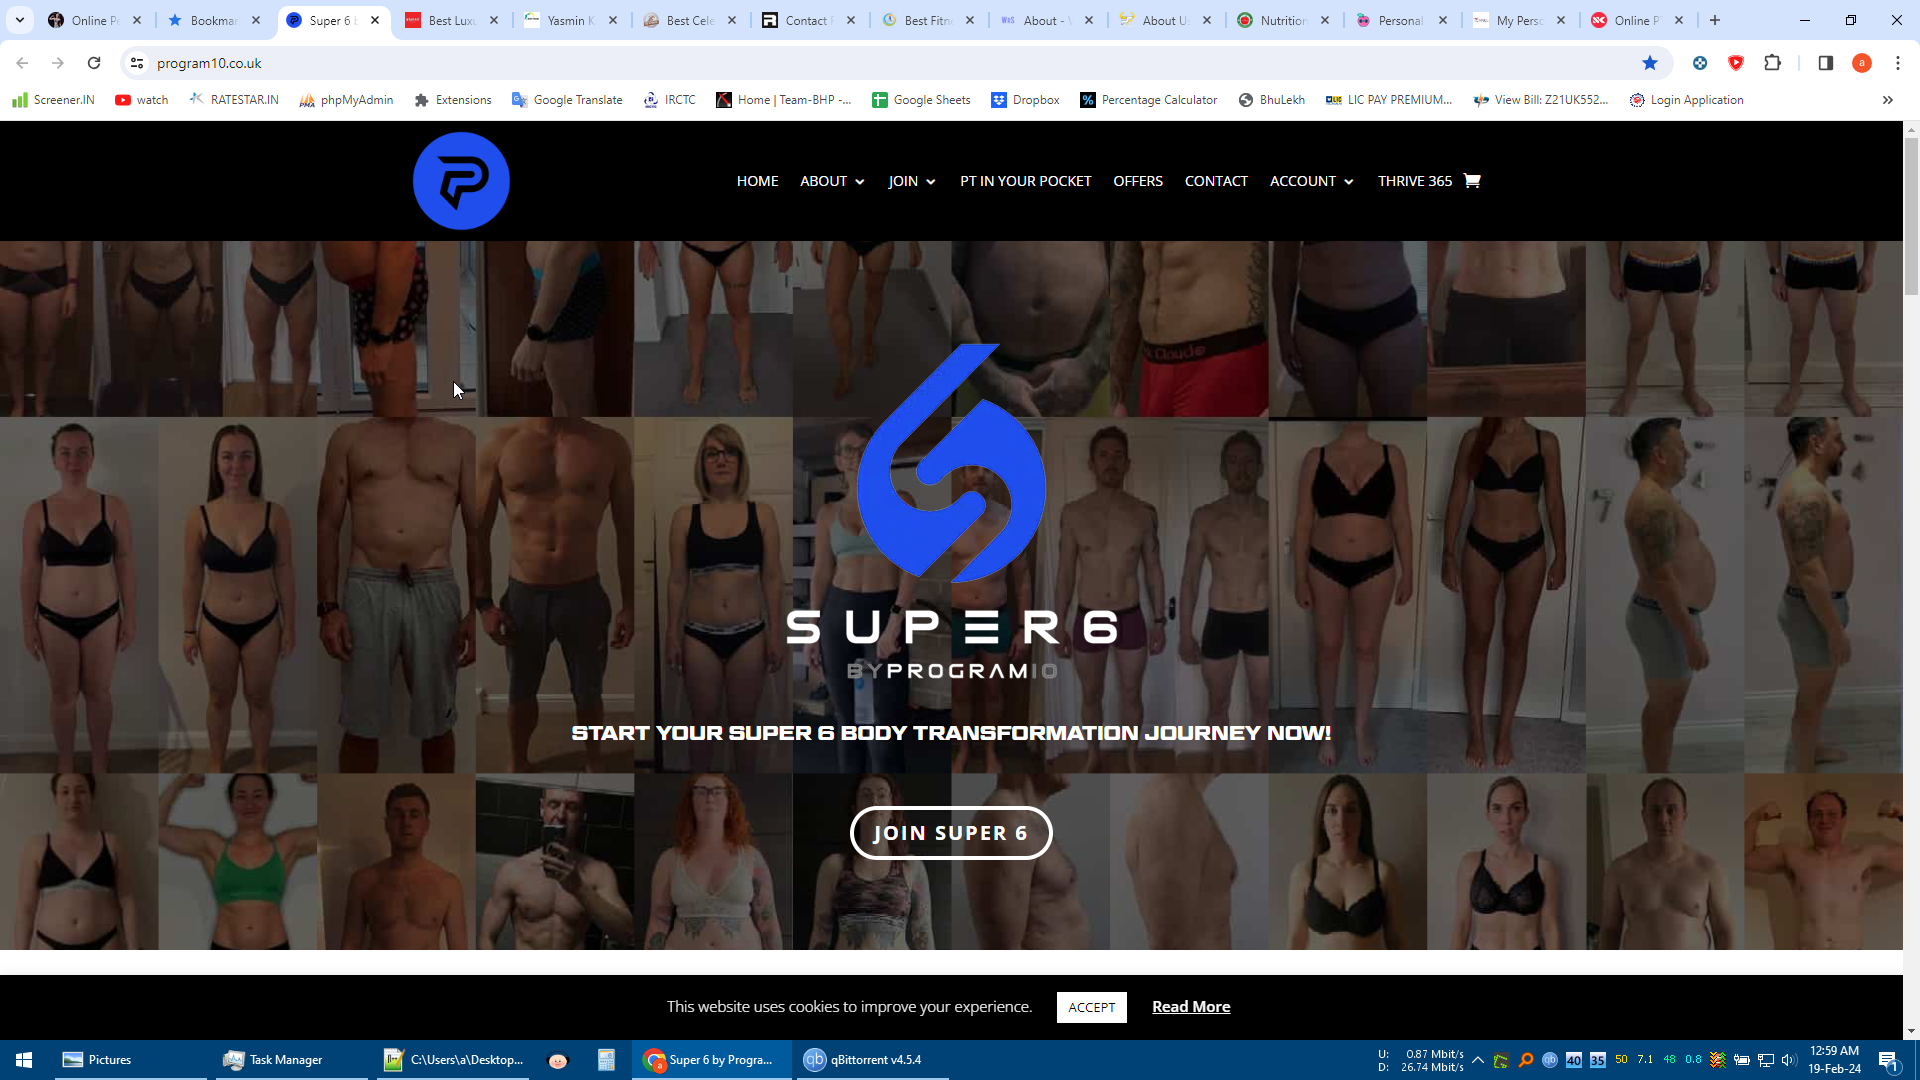 Online Pe
Bookmar
Super 6 b
Best Luxu
Yasmin K
Best Cele
Contact F
Best Fitne
About -
About U
Nutrition
Personal
My Perso
Online P
program10.co.uk
a
Screener.IN
watch
RATESTAR.IN
phpMyAdmin
Extensions
Google Translate
IRCTC
Home | Team-BHP -...
Google Sheets
Dropbox
Percentage Calculator
BhuLekh
LIC PAY PREMIUM...
View Bill: Z21UK552...
Login Application
HOME
ABOUT
JOIN
PT IN YOUR POCKET
OFFERS
CONTACT
ACCOUNT
THRIVE 365
SUPER6
BYPROGRAM10
START YOUR SUPER 6 BODY TRANSFORMATION JOURNEY NOW!
JOIN SUPER 6
This website uses cookies to improve your experience.
ACCEPT
Read More
Pictures
Task Manager
C:\Users\a\Desktop...
Super 6 by Progra...
qBittorrent v4.5.4
U: 0.87 Mbit/s
D: 26.74 Mbit/s
40
35
50
7.1
48
0.8
12:59 AM
19-Feb-24
1